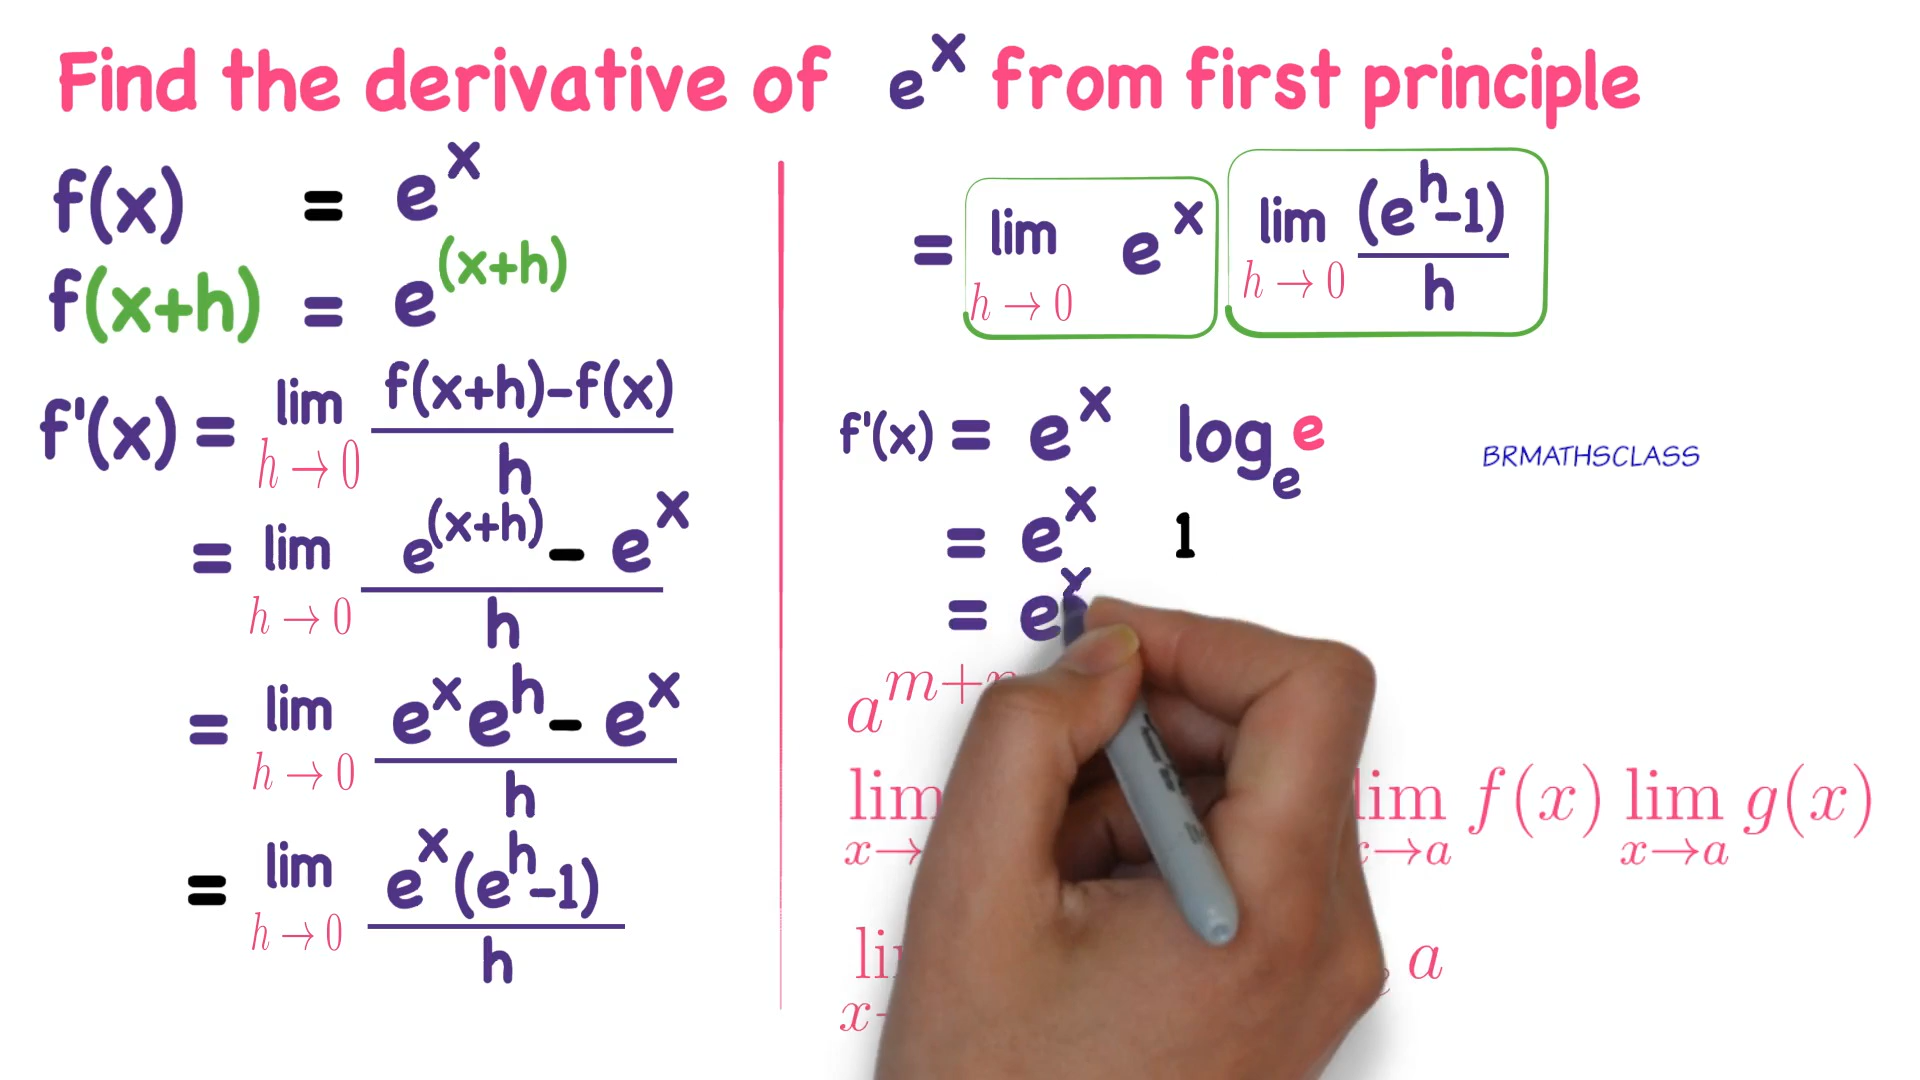 Find the derivative of e^x from first principle
f(x) = e^x
f(x+h) = e^(x+h)
f'(x) = lim h→0 f(x+h)-f(x) / h
= lim h→0 e^(x+h) - e^x / h
= lim h→0 e^x e^h - e^x / h
= lim h→0 e^x(e^h-1) / h
= lim h→0 e^x lim h→0 (e^h-1) / h
f'(x) = e^x log_e e
BRMATHSCLASS
= e^x 1
= e^x
a^m+
lim x→ lim x→a f(x) lim x→a g(x)
a